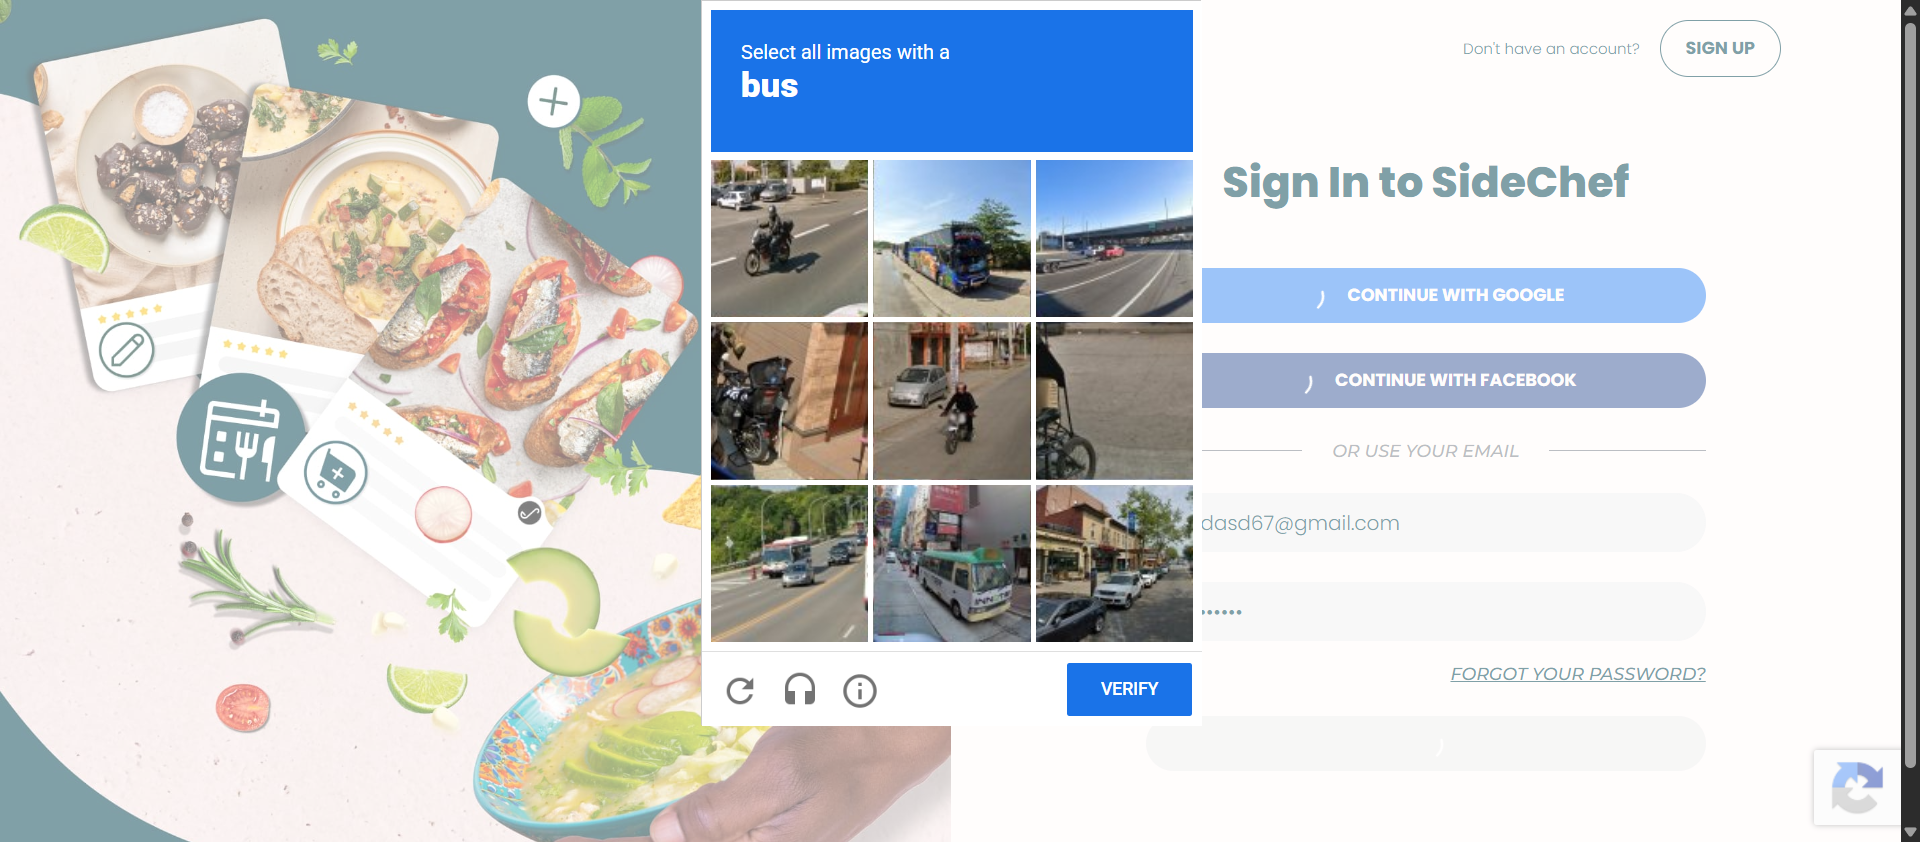 Select all images with a
bus
VERIFY
Don't have an account?
SIGN UP
Sign In to SideChef
CONTINUE WITH GOOGLE
CONTINUE WITH FACEBOOK
OR USE YOUR EMAIL
dasd67@gmail.com
FORGOT YOUR PASSWORD?